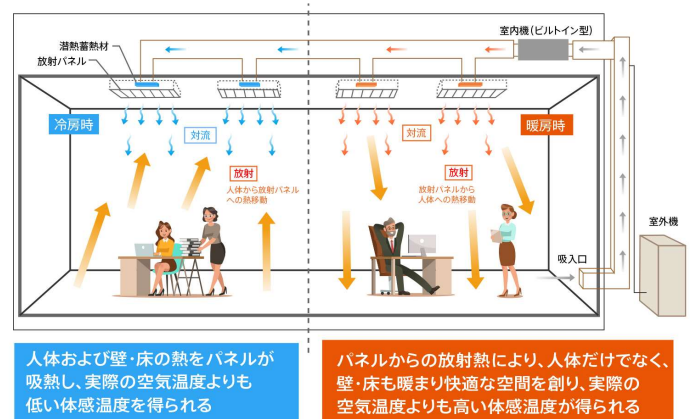 室内機（ビルトイン型）
潜熱蓄熱材
放射パネル
冷房時
対流
対流
暖房時
放射
人体から放射パネル
への熱移動
放射
放射パネルから
人体への熱移動
室外機
吸入口
人体および壁・床の熱をパネルが
吸熱し、実際の空気温度よりも
低い体感温度を得られる
パネルからの放射熱により、人体だけでなく、
壁・床も暖まり快適な空間を創り、実際の
空気温度よりも高い体感温度が得られる